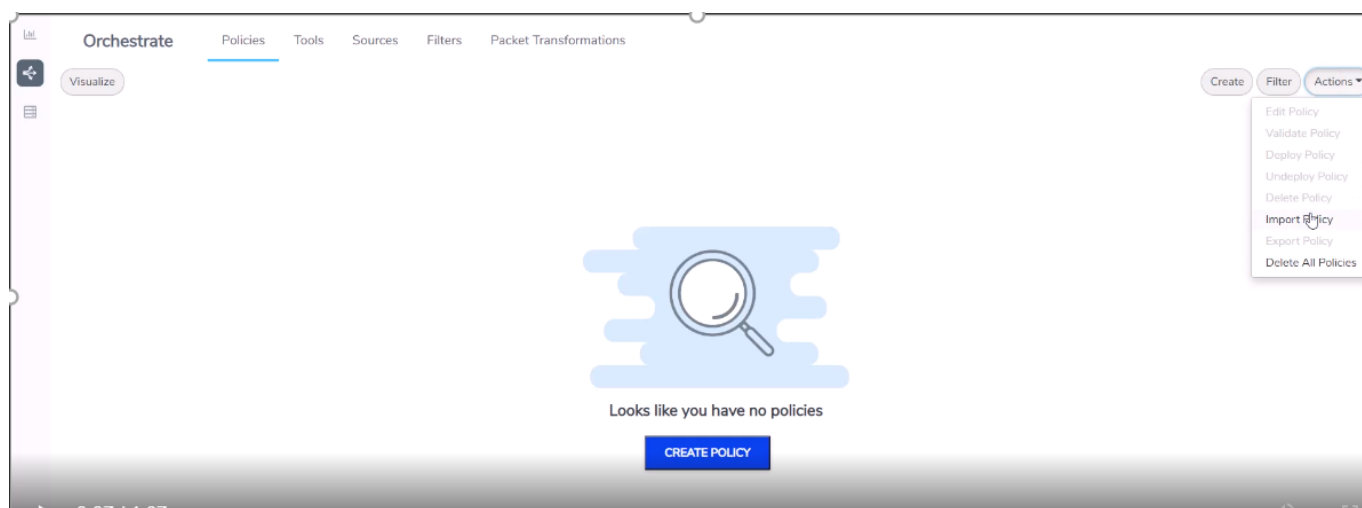 Orchestrate Policies Tools Sources Filters Packet Transformations
Visualize Create Filter Actions
Edit Policy
Validate Policy
Deploy Policy
Undeploy Policy
Delete Policy
Import Policy
Export Policy
Delete All Policies
Looks like you have no policies
CREATE POLICY